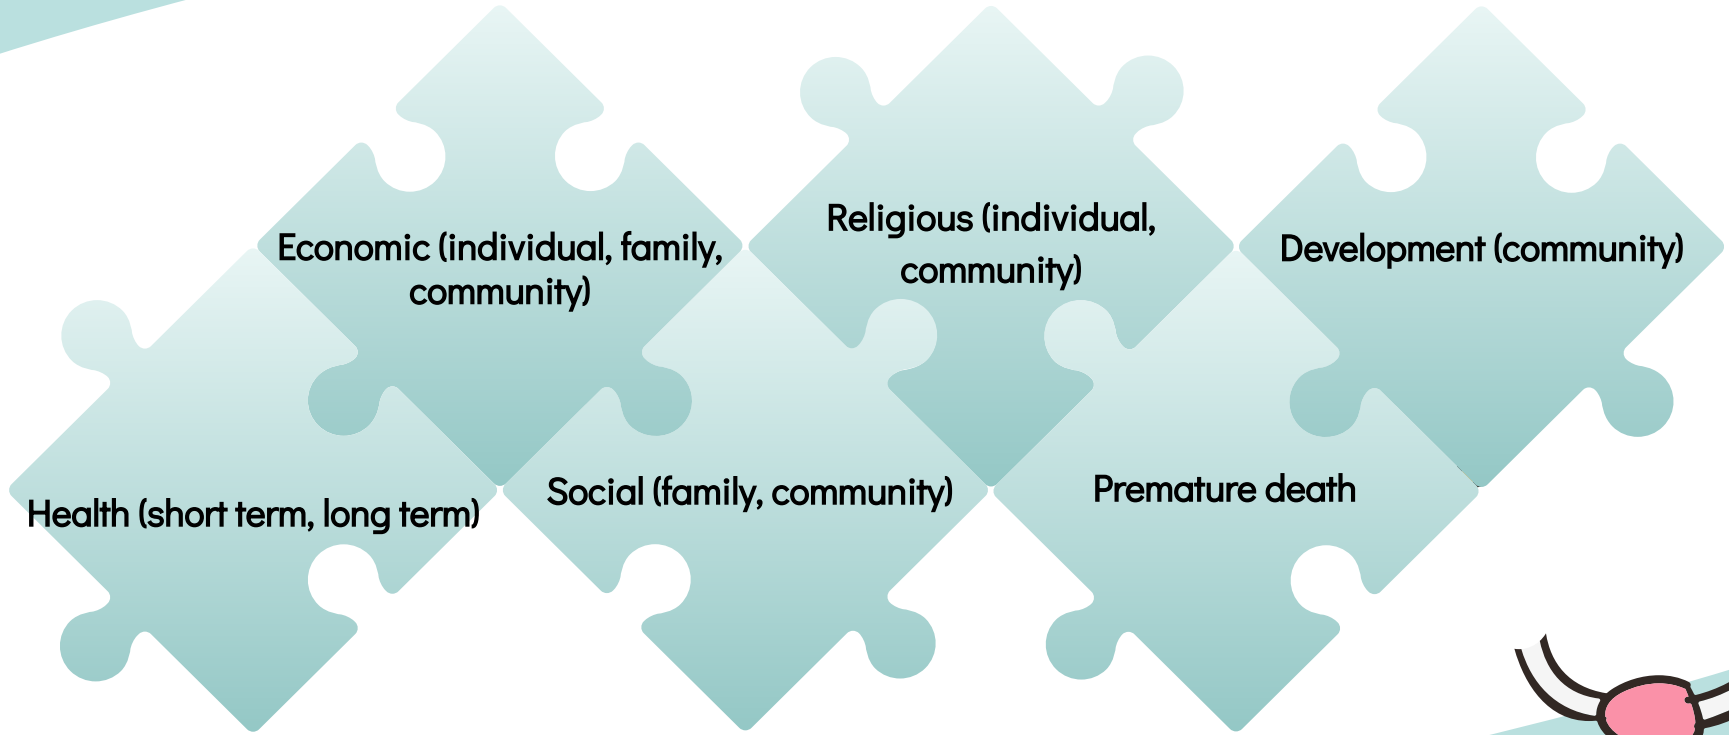 Economic (individual, family,
community)
Religious (individual,
community)
Development (community)
Health (short term, long term)
Social (family, community)
Premature death